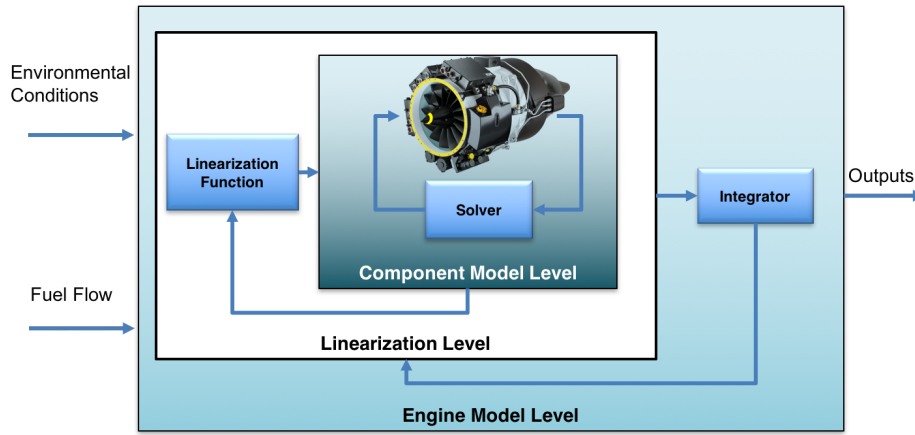 Environmental
Conditions
Linearization
Function
Solver
Integrator
Outputs
Component Model Level
Fuel Flow
Linearization Level
Engine Model Level